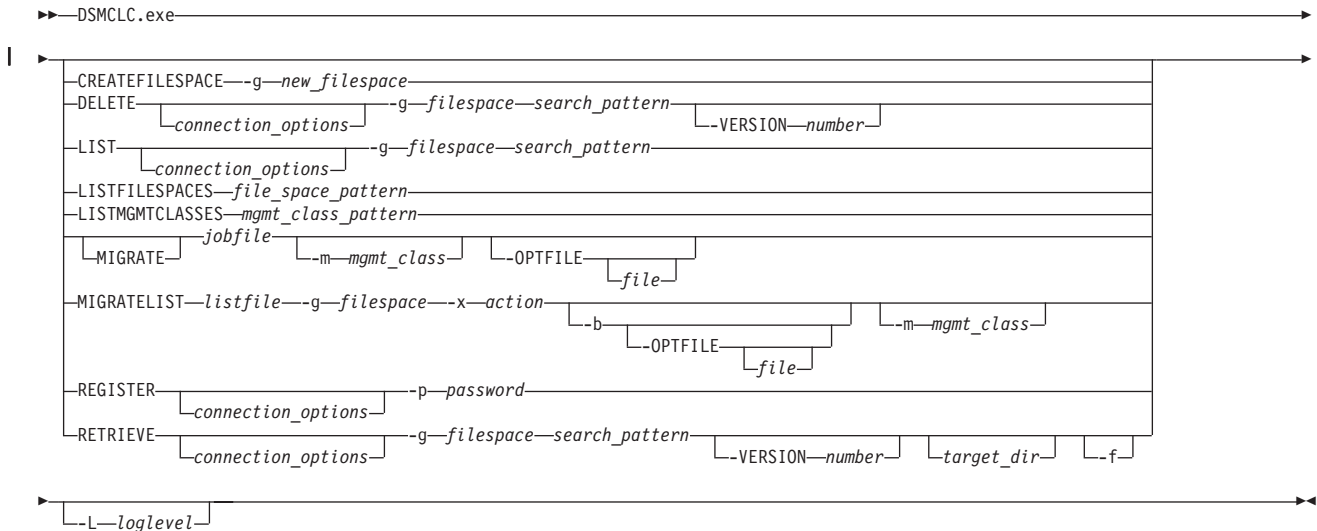 DSMCLC.exe
CREATEFILESPACE -g new_filespace
DELETE -g filespace search_pattern
connection_options -VERSION number
LIST -g filespace search_pattern
connection_options
LISTFILESPACES file_space_pattern
LISTMGMTCLASSES mgmt_class_pattern
jobfile
MIGRATE -m mgmt_class -OPTFILE
file
MIGRATELIST listfile -g filespace -x action
-b -m mgmt_class
-OPTFILE
file
REGISTER -p password
connection_options
RETRIEVE -g filespace search_pattern
connection_options -VERSION number target_dir -f
-L loglevel